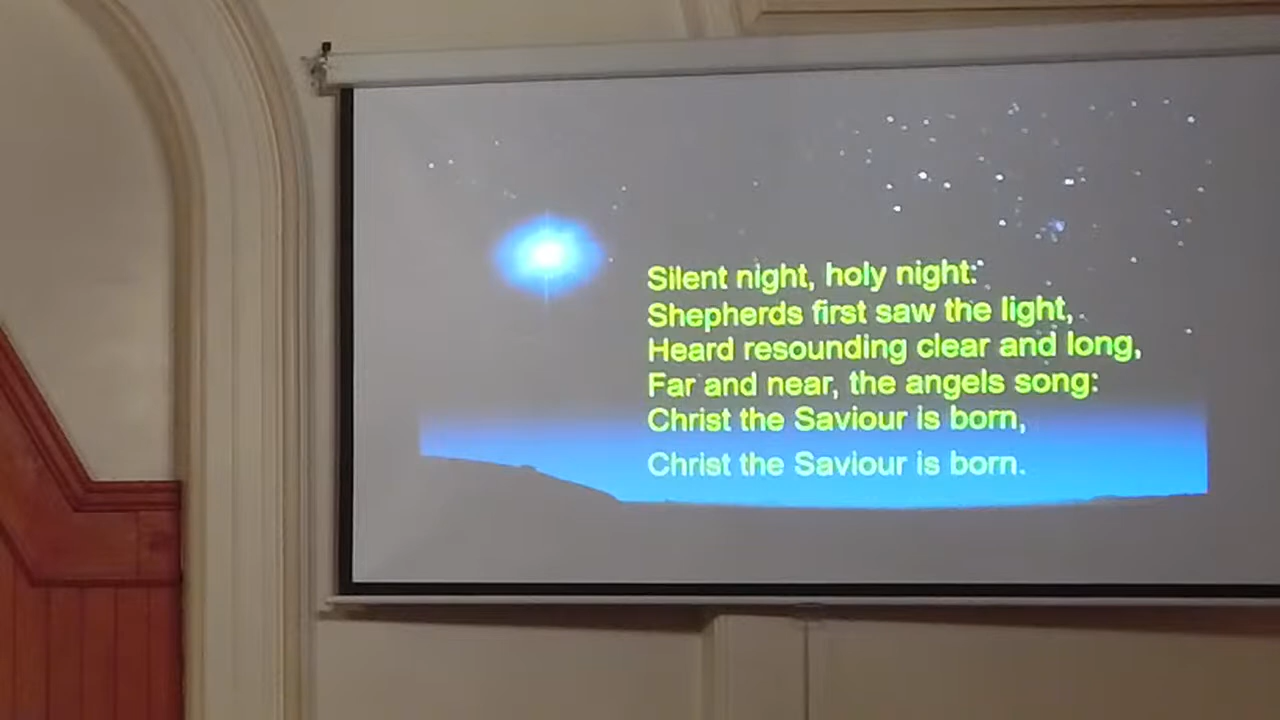 Silent night, holy night:
Shepherds first saw the light,
Heard resounding clear and long,
Far and near, the angels song:
Christ the Saviour is born,
Christ the Saviour is born.